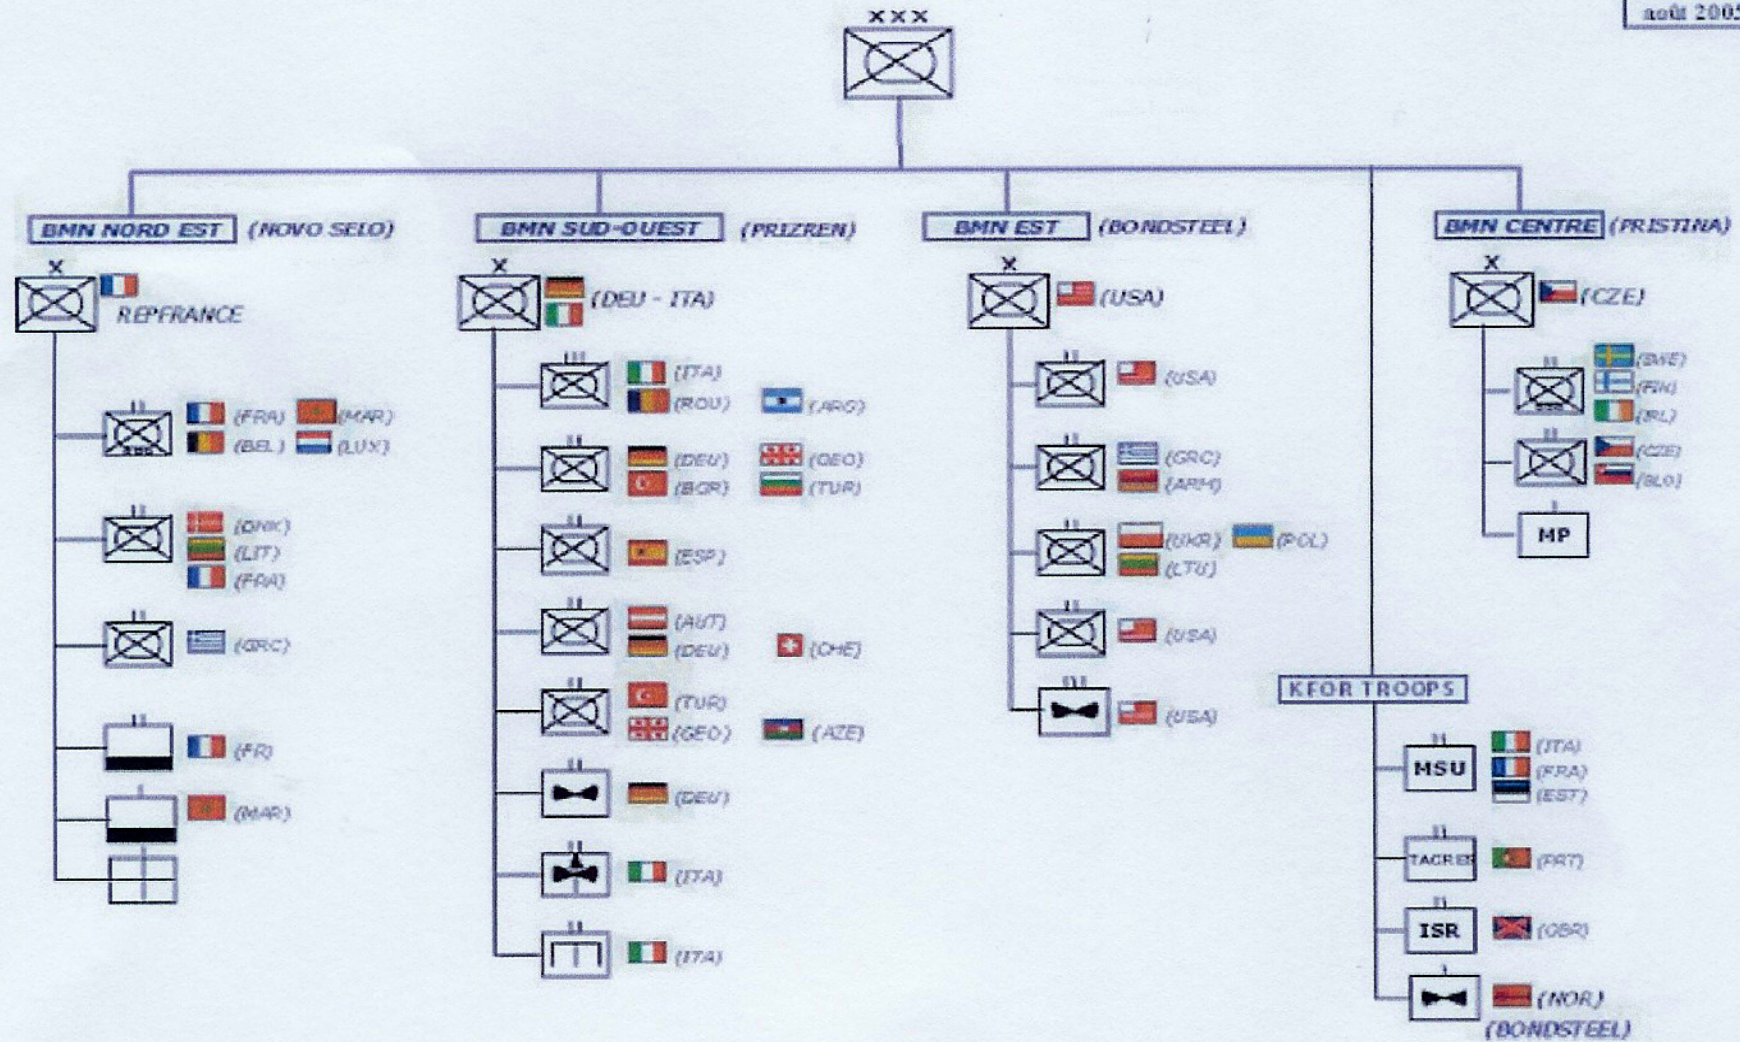 août 2005
XXX
BMN NORD EST (NOVO SELO)
X
REPFRANCE
(FRA) (MAR)
(BEL) (LUX)
(DNK)
(LIT)
(FRA)
(GRC)
(FR)
(MAR)
BMN SUD-OUEST (PRIZREN)
X
(DEU - ITA)
(ITA)
(ROU) (ARG)
(DEU) (GEO)
(BGR) (TUR)
(ESP)
(AUT)
(DEU) (CHE)
(TUR)
(GEO) (AZE)
(DEU)
(ITA)
(ITA)
BMN EST (BONDSTEEL)
X
(USA)
(USA)
(GRC)
(ARM)
(UKR) (POL)
(LTU)
(USA)
(USA)
BMN CENTRE (PRISTINA)
X
(CZE)
(SWE)
(FIN)
(IRL)
(CZE)
(SLO)
MP
KFOR TROOPS
MSU (ITA)
(FRA)
(EST)
TACRES (PRT)
ISR (GBR)
(NOR)
(BONDSTEEL)